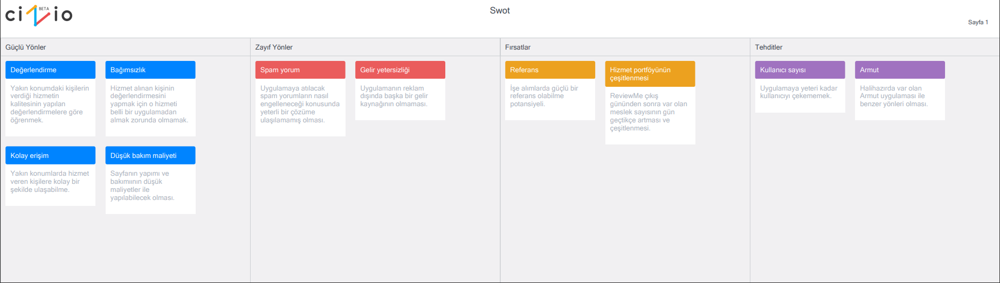 cizio
BETA
Swot
Sayfa 1
Güçlü Yönler
Değerlendirme
Yakın konumdaki kişilerin
verdiği hizmetin
kalitesinin yapılan
değerlendirmelere göre
öğrenmek.
Bağımsızlık
Hizmet alınan kişinin
değerlendirmesini
yapmak için o hizmeti
belli bir uygulamadan
almak zorunda olmamak.
Kolay erişim
Yakın konumlarda hizmet
veren kişilere kolay bir
şekilde ulaşabilme.
Düşük bakım maliyeti
Sayfanın yapımı ve
bakımıının düşük
maliyetler ile
yapılabilecek olması.
Zayıf Yönler
Spam yorum
Uygulamaya atılacak
spam yorumların nasıl
engelleneceği konusunda
yeterli bir çözüme
ulaşılamamış olması.
Gelir yetersizliği
Uygulamanın reklam
dışında başka bir gelir
kaynağının olmaması.
Fırsatlar
Referans
İşe alımlarda güçlü bir
referans olabilme
potansiyeli.
Hizmet portföyünün
çeşitlenmesi
ReviewMe çıkış
gününden sonra var olan
meslek sayısının gün
geçtikçe artması ve
çeşitlenmesi.
Tehditler
Kullanıcı sayısı
Uygulamaya yeteri kadar
kullanıcıyı çekememek.
Armut
Halihazırda var olan
Armut uygulaması ile
benzer yönleri olması.